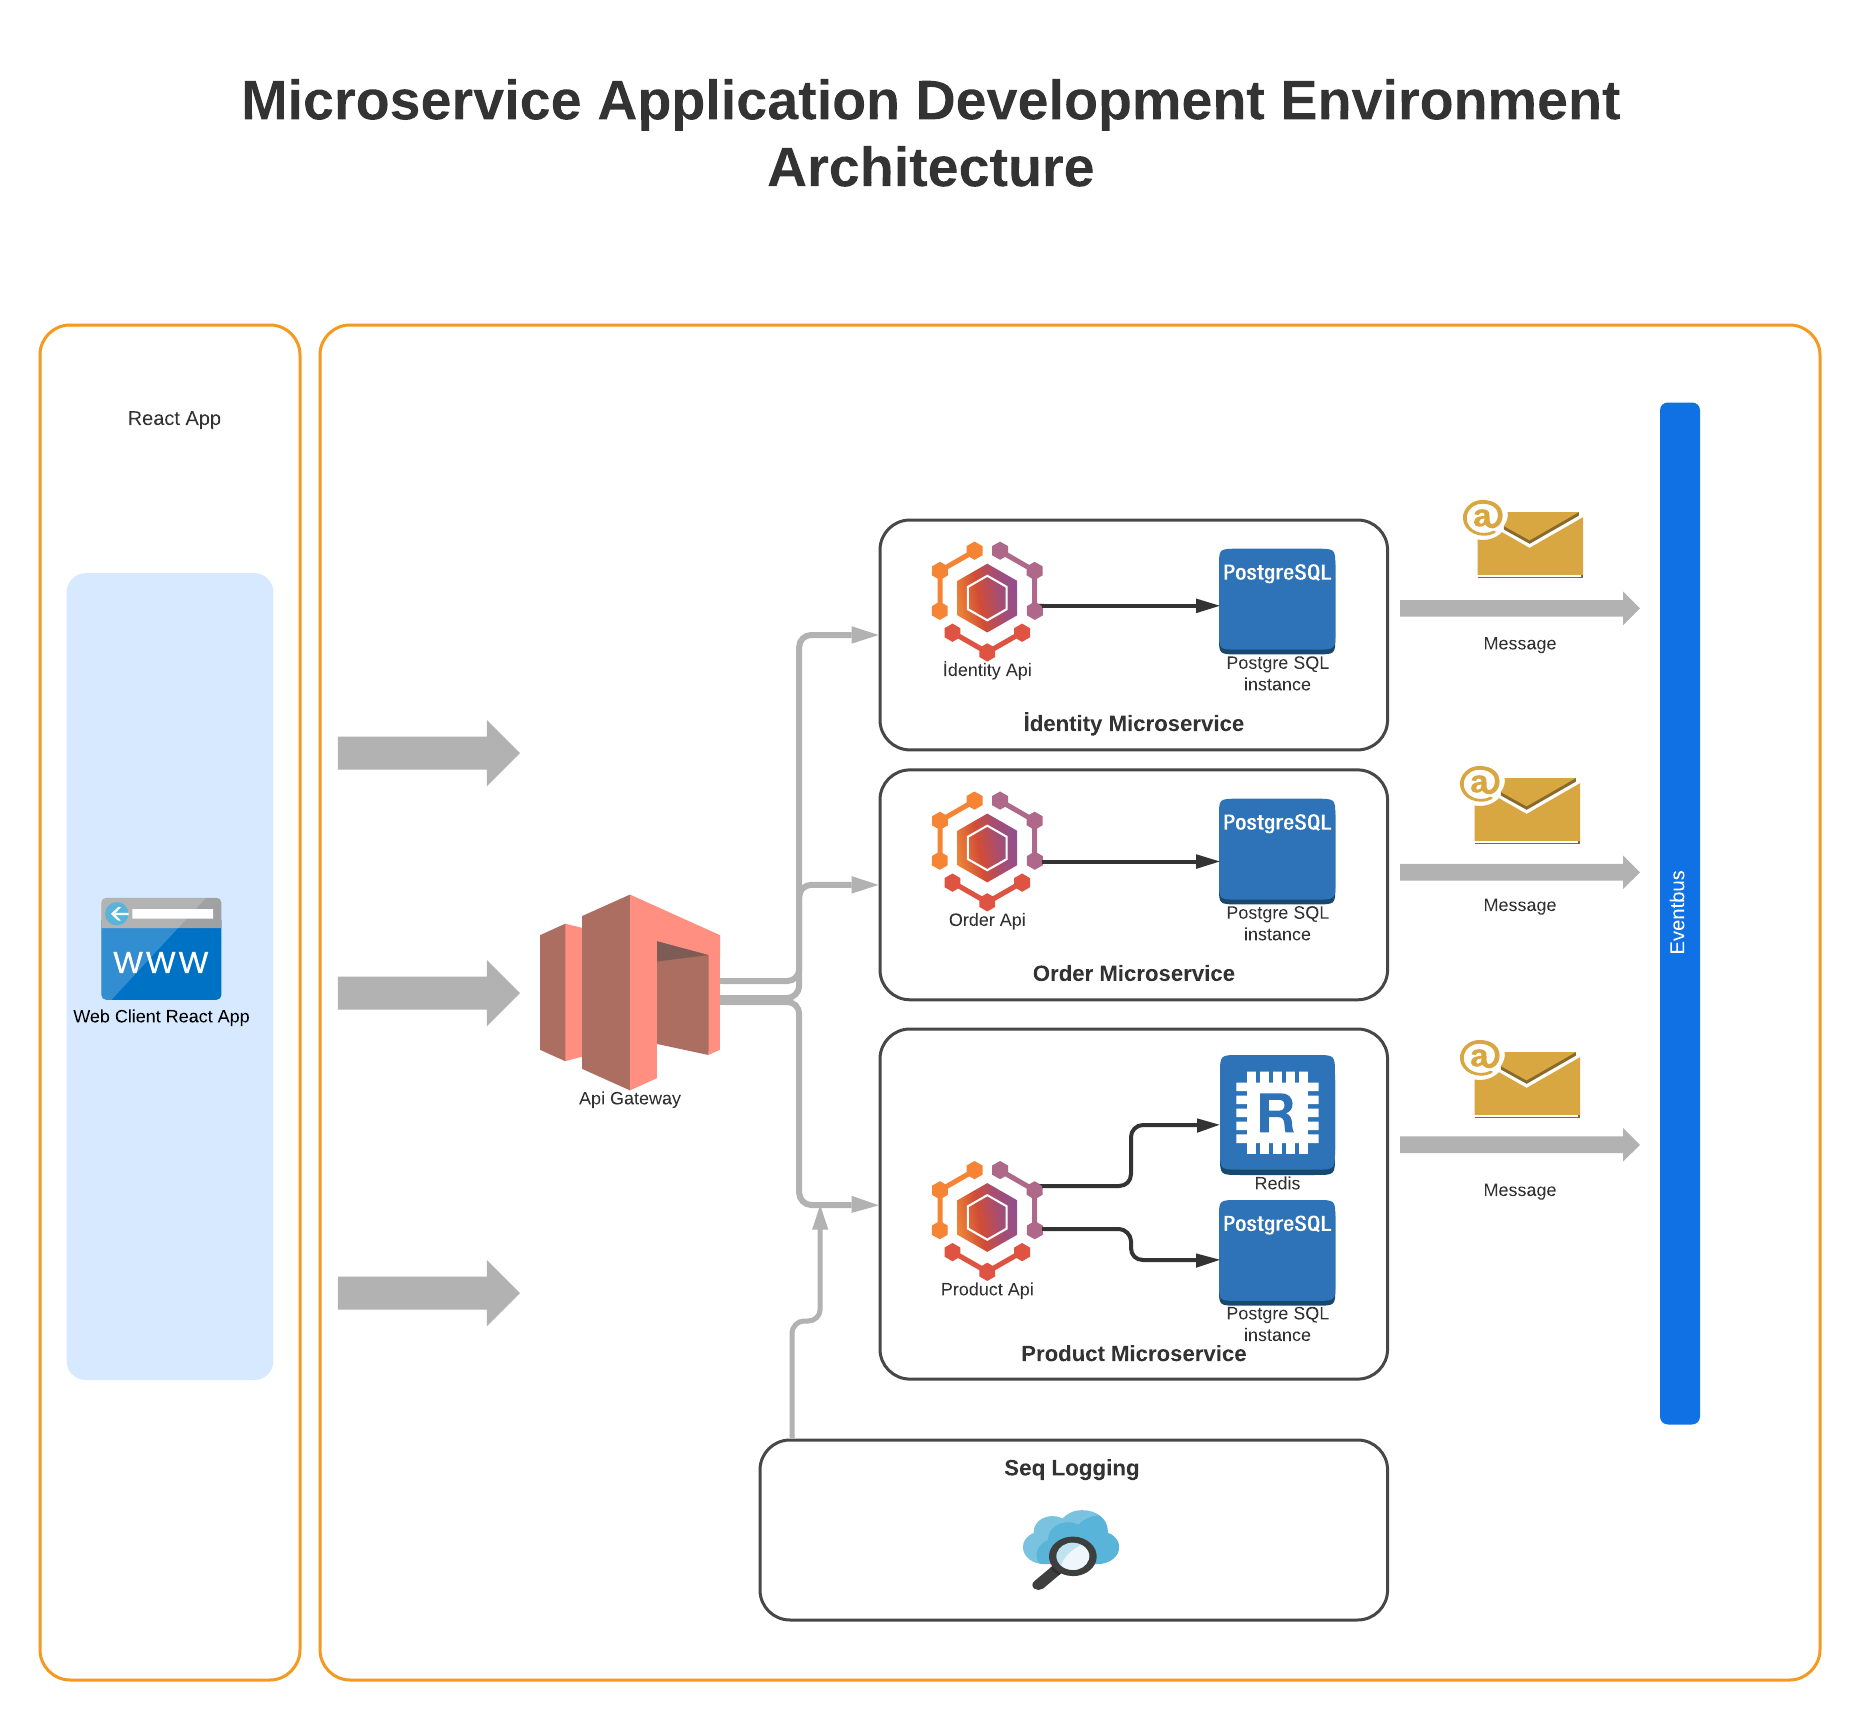 Microservice Application Development Environment
Architecture
React App
WWW
Web Client React App
Api Gateway
PostgreSQL
İdentity Api
Postgre SQL
instance
İdentity Microservice
PostgreSQL
Order Api
Postgre SQL
instance
Order Microservice
R
Redis
PostgreSQL
Product Api
Postgre SQL
instance
Product Microservice
Seq Logging
@
Message
@
Message
@
Message
Eventbus